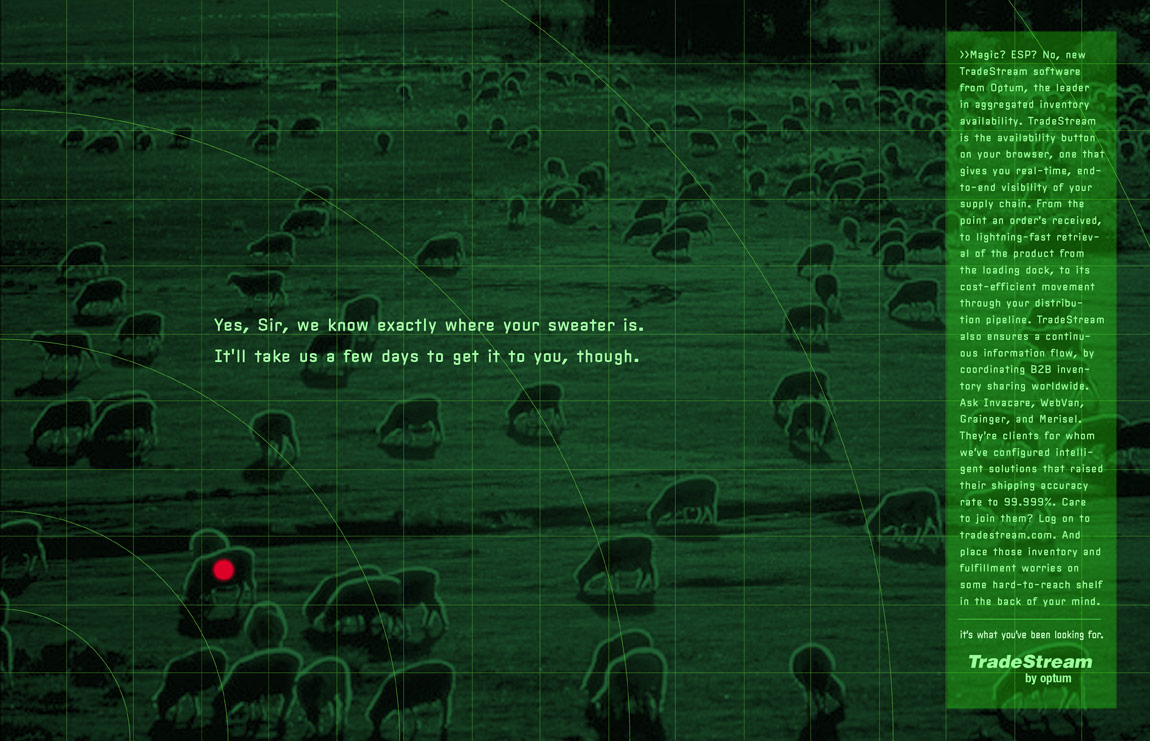 Yes, Sir, we know exactly where your sweater is.
It'll take us a few days to get it to you, though.
>>Magic? ESP? No, new
TradeStream software
from Optum, the leader
in aggregated inventory
availability. TradeStream
is the availability button
on your browser, one that
gives you real-time, end-
to-end visibility of your
supply chain. From the
point an order's received,
to lightning-fast retriev-
al of the product from
the loading dock, to its
cost-efficient movement
through your distribu-
tion pipeline. TradeStream
also ensures a continu-
ous information flow, by
coordinating B2B inven-
tory sharing worldwide.
Ask Invacare, WebVan,
Grainger, and Merisel.
They're clients for whom
we've configured intelli-
gent solutions that raised
their shipping accuracy
rate to 99.999%. Care
to join them? Log on to
tradestream.com. And
place those inventory and
fulfillment worries on
some hard-to-reach shelf
in the back of your mind.
it's what you've been looking for.
TradeStream
by optum